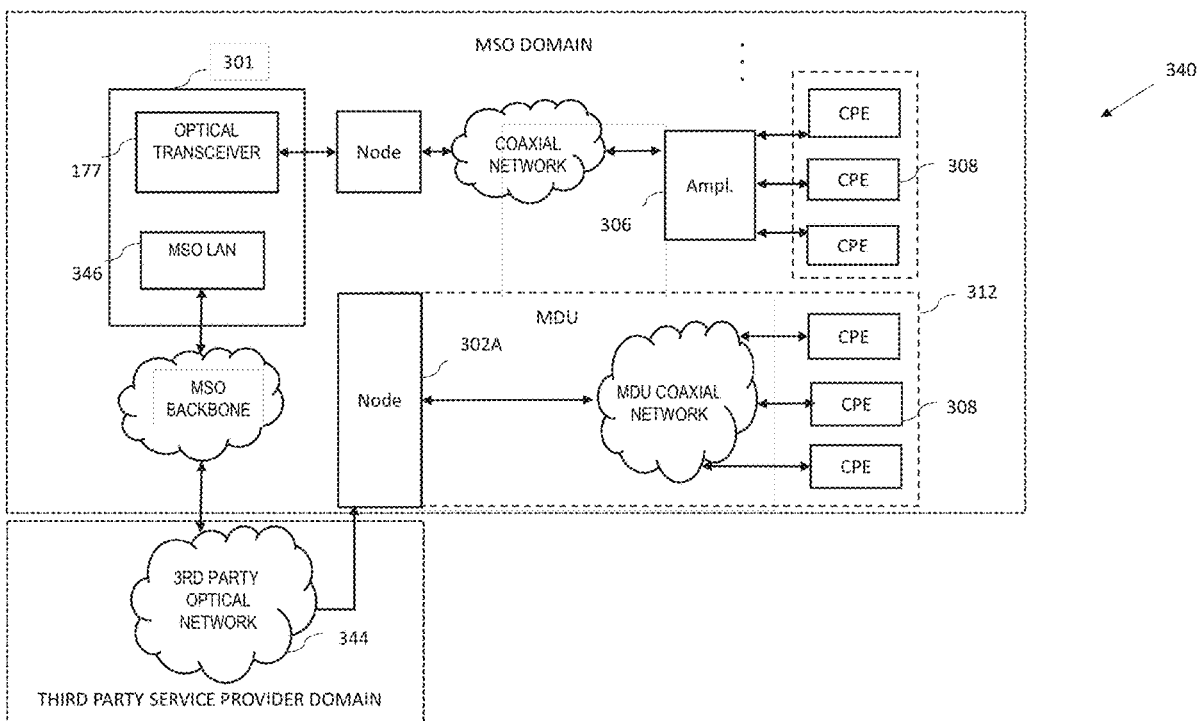 MSO DOMAIN
340
301
OPTICAL
TRANSCEIVER
177
Node
COAXIAL
NETWORK
Ampl.
306
CPE
CPE
308
CPE
MSO LAN
346
312
MDU
302A
Node
MDU COAXIAL
NETWORK
CPE
CPE
308
CPE
MSO
BACKBONE
3RD PARTY
OPTICAL
NETWORK
344
THIRD PARTY SERVICE PROVIDER DOMAIN